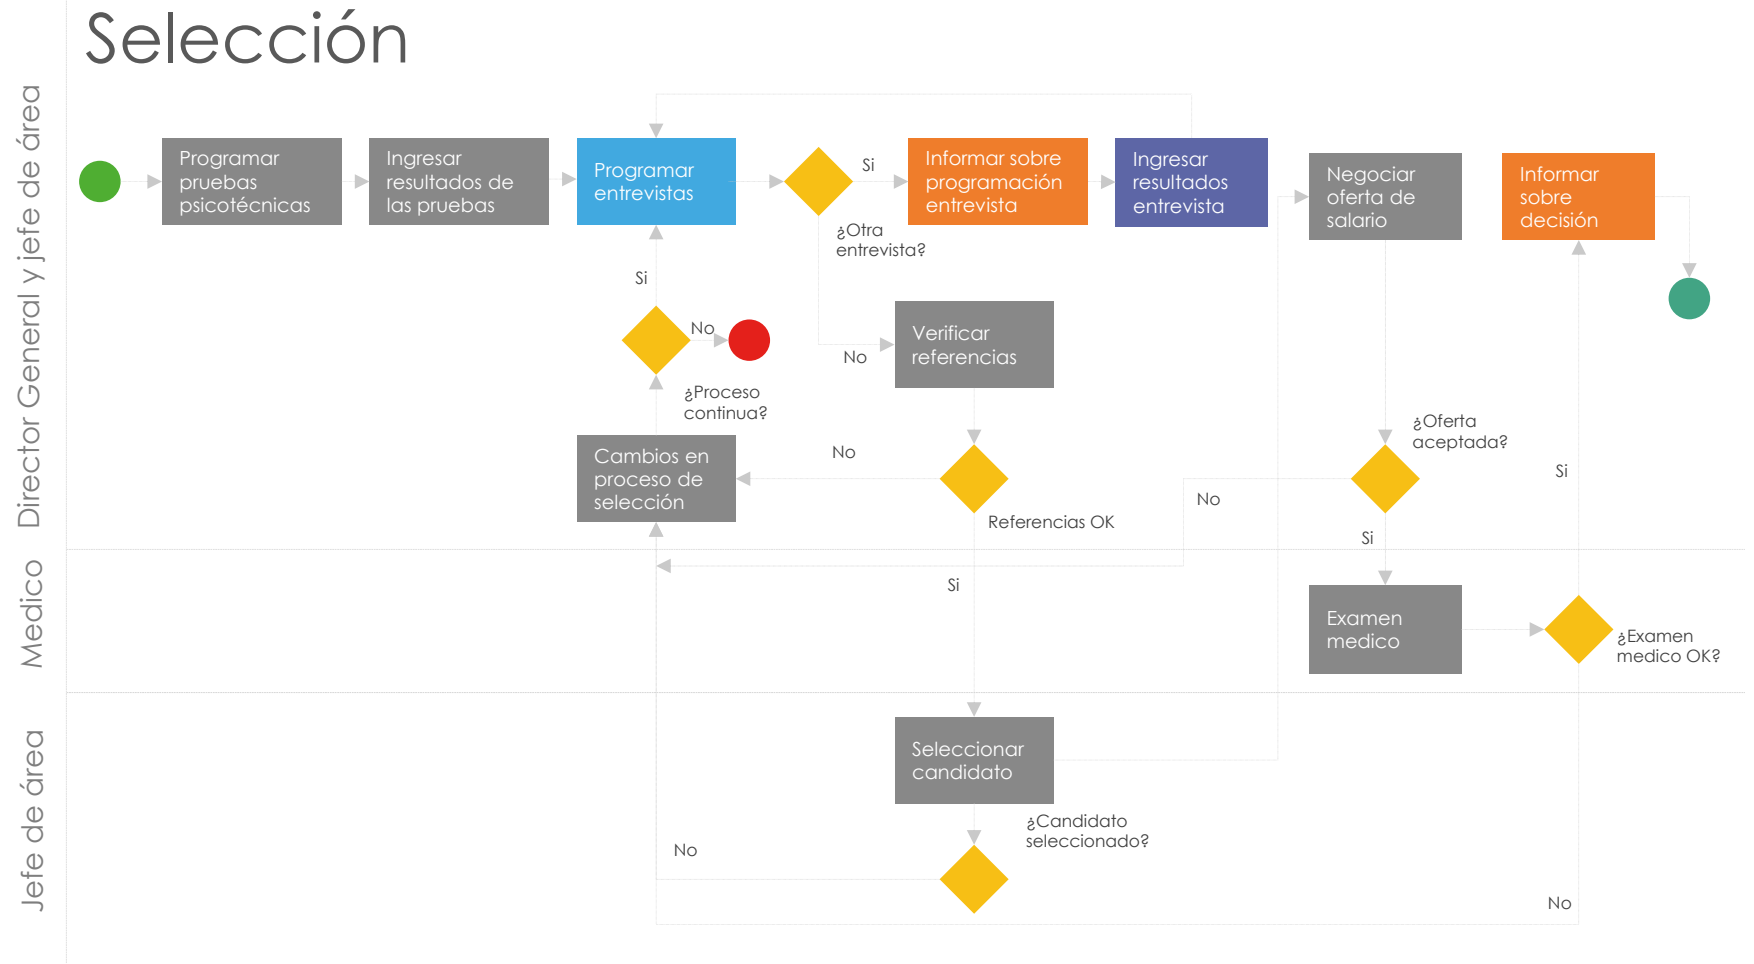 Selección
Director General y jefe de área
Programar
pruebas
psicotécnicas
Ingresar
resultados de
las pruebas
Programar
entrevistas
Si
¿Otra
entrevista?
Informar sobre
programación
entrevista
Ingresar
resultados
entrevista
Negociar
oferta de
salario
Informar
sobre
decisión
Si
No
¿Proceso
continua?
No
Verificar
referencias
Cambios en
proceso de
selección
No
Referencias OK
¿Oferta
aceptada?
No
Si
Si
Medico
Si
Examen
medico
¿Examen
medico OK?
Jefe de área
Seleccionar
candidato
¿Candidato
seleccionado?
No
No